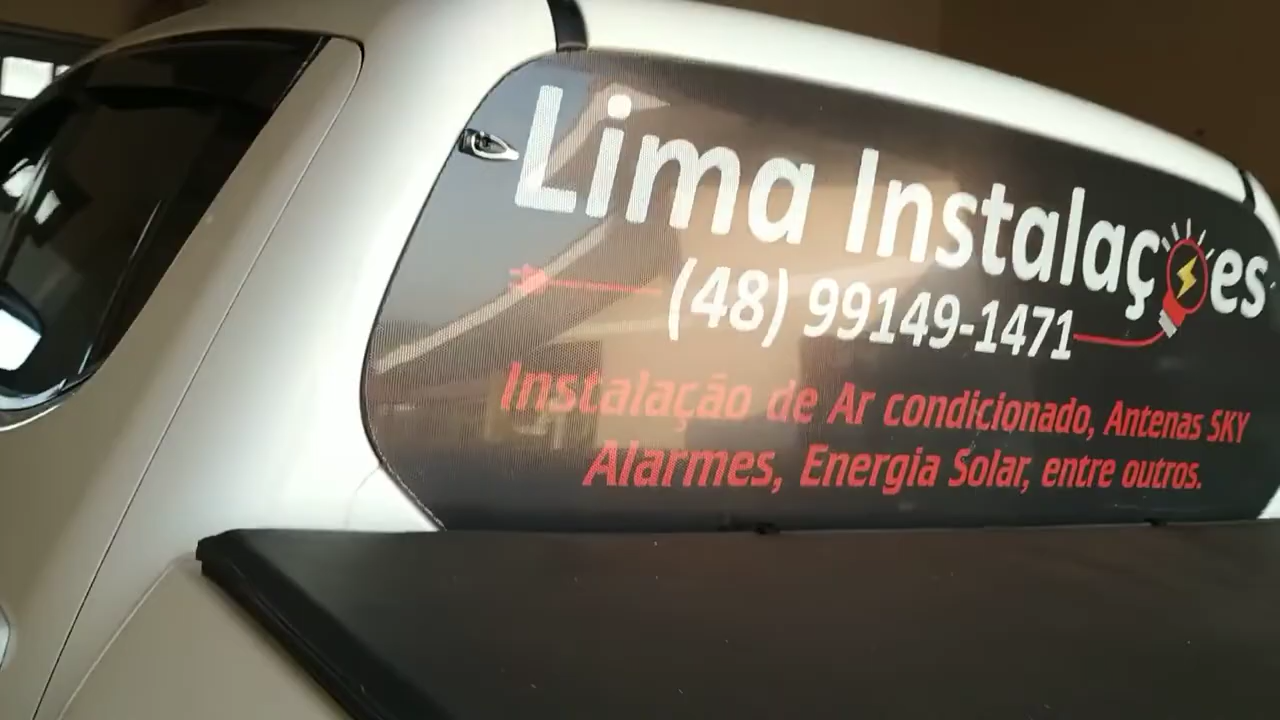 Lima Instalações
(48) 99149-1471
Instalação de Ar condicionado, Antenas SKY
Alarmes, Energia Solar, entre outros.